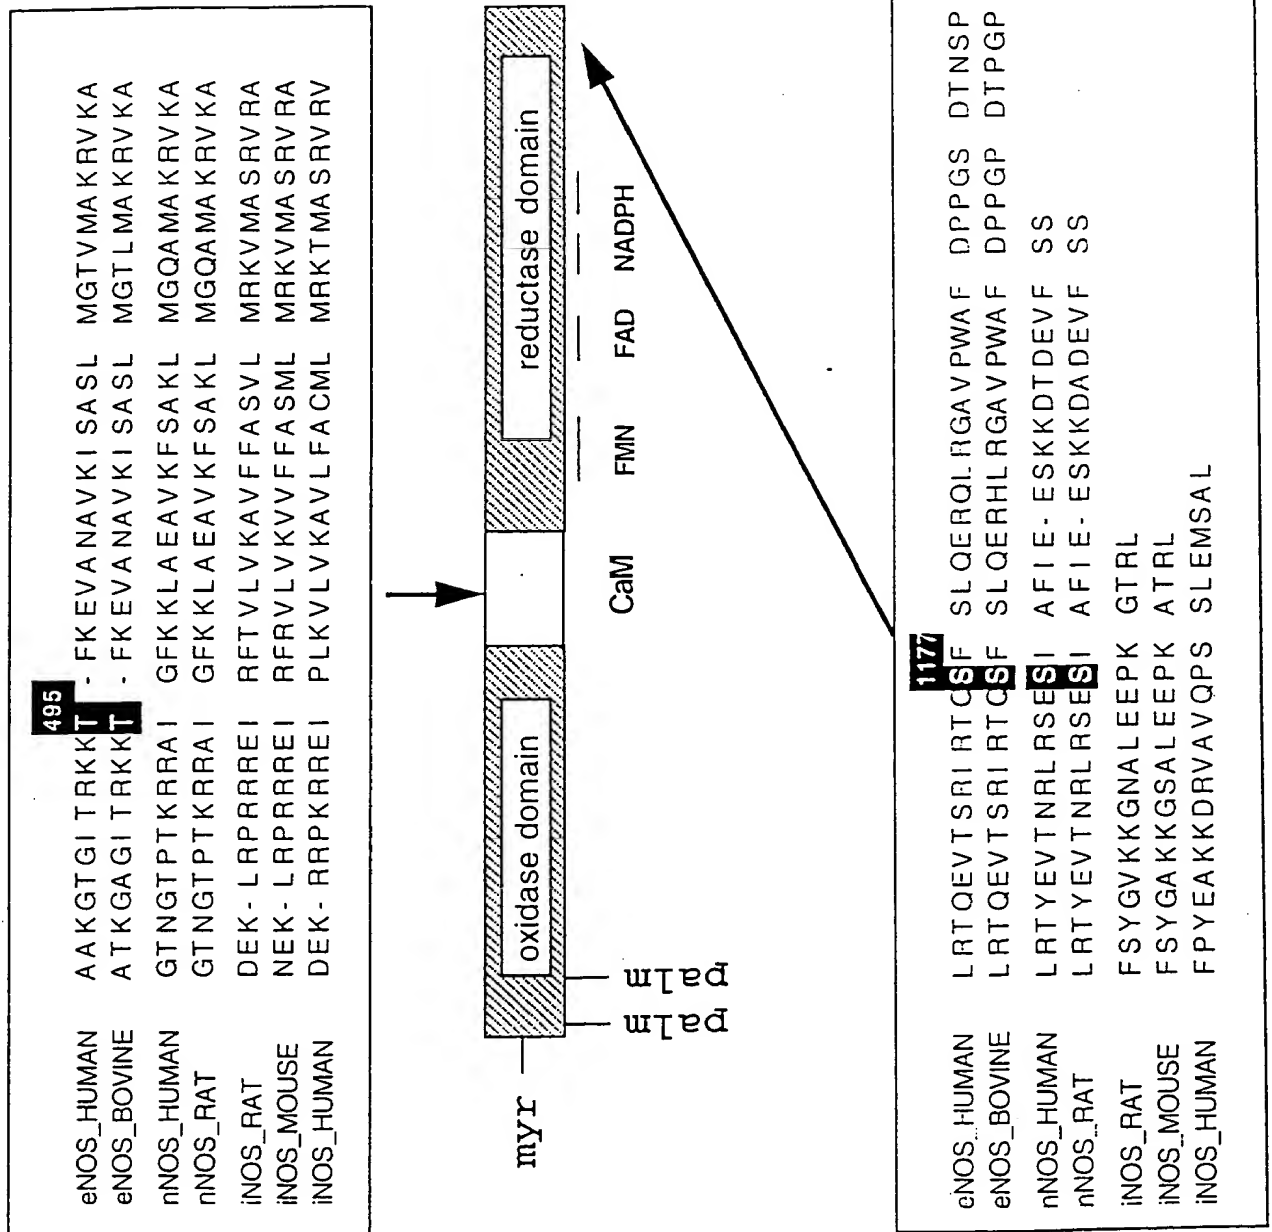 495
eNOS_HUMAN AAKGTGITRKKT -FKEVANAVKISASL MGTVMAKRVKA
eNOS_BOVINE ATKGAGITRKKT -FKEVANAVKISASL MGTLMAKRVKA
nNOS_HUMAN GTNGTPTKRRAI GFKKLAEAVKFSAKL MGQAMAKRVKA
nNOS_RAT GTNGTPTKRRAI GFKKLAEAVKFSAKL MGQAMAKRVKA
iNOS_RAT DEK-LRPRRREI RFTVLVKAVFFASVL MRKVMASRVRA
iNOS_MOUSE NEK-LRPRRREI RFRVLVKVVFFASML MRKVMASRVRA
iNOS_HUMAN DEK-RRPKRREI PLKVLVKAVLFACML MRKTMASRVRV
myr
oxidase domain
reductase domain
palm palm
CaM FMN FAD NADPH
1177
eNOS_HUMAN LRTQEVTSRIRTQSF SLQERQLRGAVPWAF DPPGS DTNSP
eNOS_BOVINE LRTQEVTSRIRTQSF SLQERHLRGAVPWAF DPPGP DTPGP
nNOS_HUMAN LRTYEVTNRLRSESI AFIE-ESKKDTDEVF SS
nNOS_RAT LRTYEVTNRLRSESI AFIE-ESKKDADEVF SS
iNOS_RAT FSYGVKKGNALEEPK GTRL
iNOS_MOUSE FSYGAKKGSALEEPK ATRL
iNOS_HUMAN FPYEAKKDRVAVQPS SLEMSAL